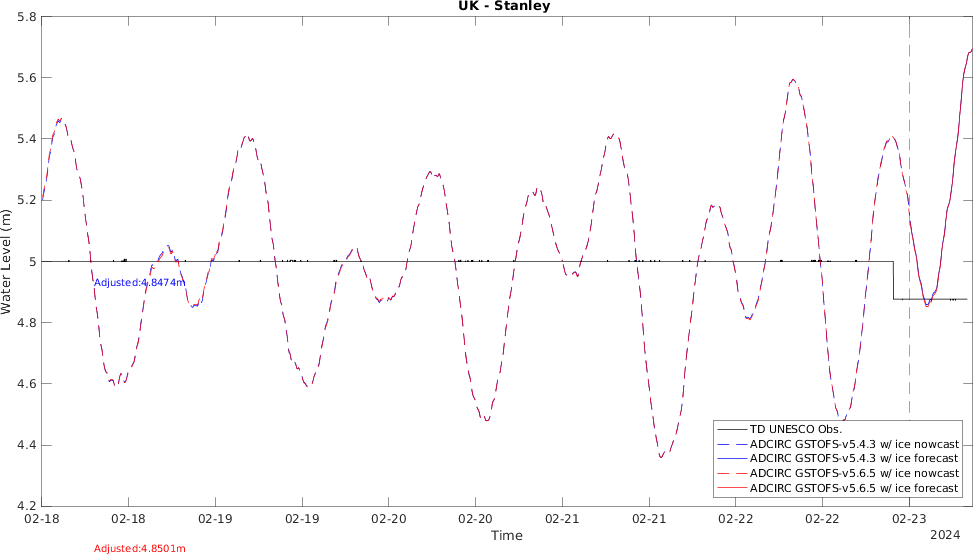 UK - Stanley
5.8
5.6
5.4
5.2
5
4.8
4.6
4.4
4.2
Water Level (m)
Adjusted:4.8474m
TD UNESCO Obs.
ADCIRC GSTOFS-v5.4.3 w/ ice nowcast
ADCIRC GSTOFS-v5.4.3 w/ ice forecast
ADCIRC GSTOFS-v5.6.5 w/ ice nowcast
ADCIRC GSTOFS-v5.6.5 w/ ice forecast
02-18 02-18 02-19 02-19 02-20 02-20 02-21 02-21 02-22 02-22 02-23
Time
2024
Adjusted:4.8501m